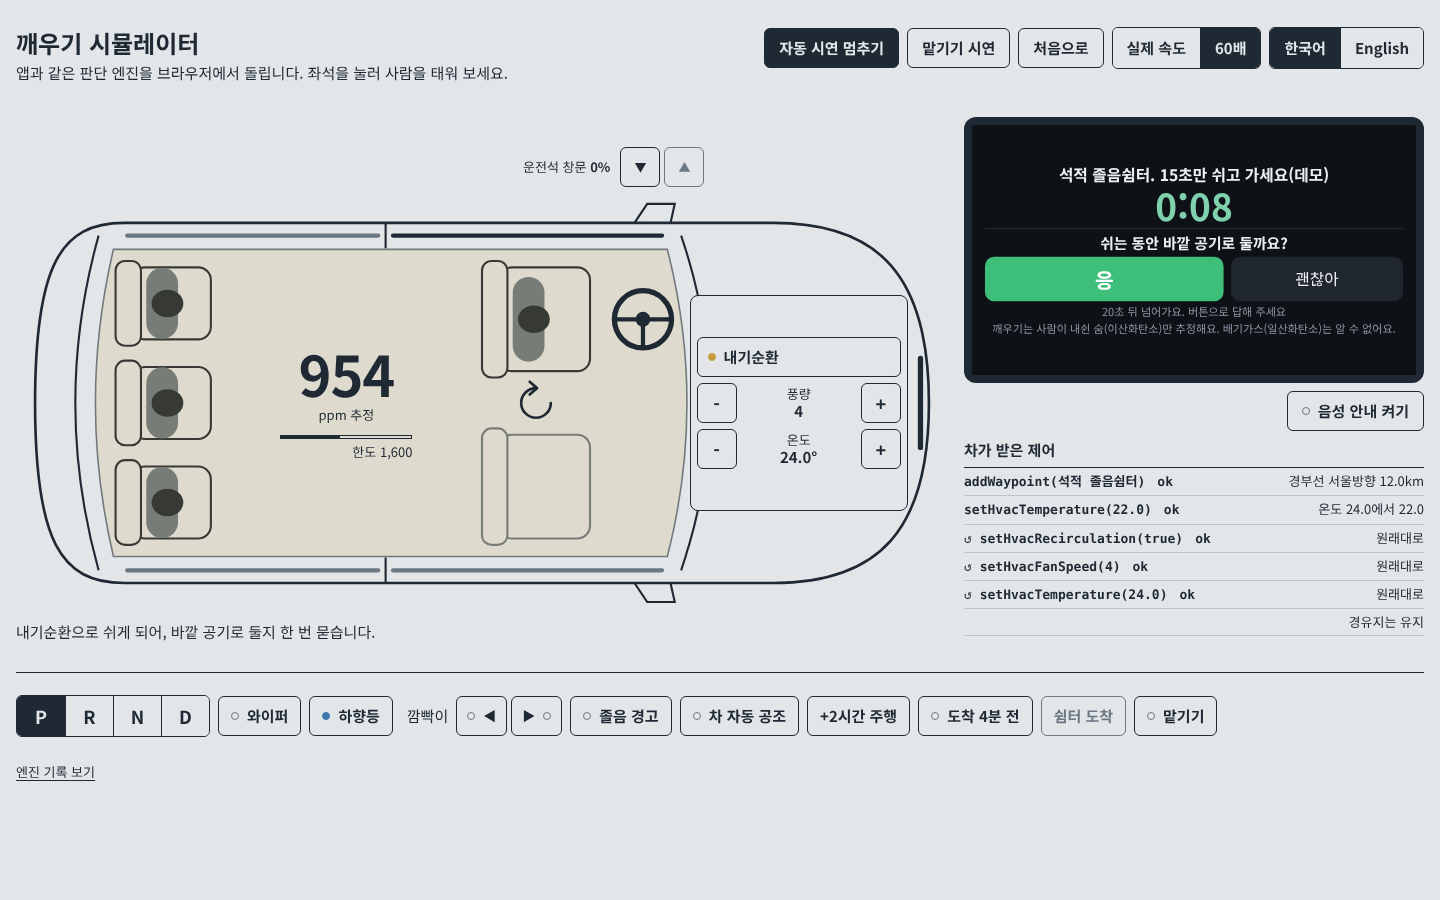 깨우기 시뮬레이터
앱과 같은 판단 엔진을 브라우저에서 돌립니다. 좌석을 눌러 사람을 태워 보세요.
자동 시연 멈추기
맡기기 시연
처음으로
실제 속도
60배
한국어
English
운전석 창문 0%
▼
▲
954
ppm 추정
한도 1,600
내기순환
-
풍량
4
+
-
온도
24.0°
+
내기순환으로 쉬게 되어, 바깥 공기로 둘지 한 번 묻습니다.
석적 졸음쉼터. 15초만 쉬고 가세요(데모)
0:08
쉬는 동안 바깥 공기로 둘까요?
응
괜찮아
20초 뒤 넘어가요. 버튼으로 답해 주세요
깨우기는 사람이 내쉰 숨(이산화탄소)만 추정해요. 배기가스(일산화탄소)는 알 수 없어요.
음성 안내 켜기
차가 받은 제어
addWaypoint(석적 졸음쉼터) ok 경부선 서울방향 12.0km
setHvacTemperature(22.0) ok 온도 24.0에서 22.0
↺ setHvacRecirculation(true) ok 원래대로
↺ setHvacFanSpeed(4) ok 원래대로
↺ setHvacTemperature(24.0) ok 원래대로
경유지는 유지
P
R
N
D
와이퍼
하향등
깜빡이
◀
▶
졸음 경고
차 자동 공조
+2시간 주행
도착 4분 전
쉼터 도착
맡기기
엔진 기록 보기